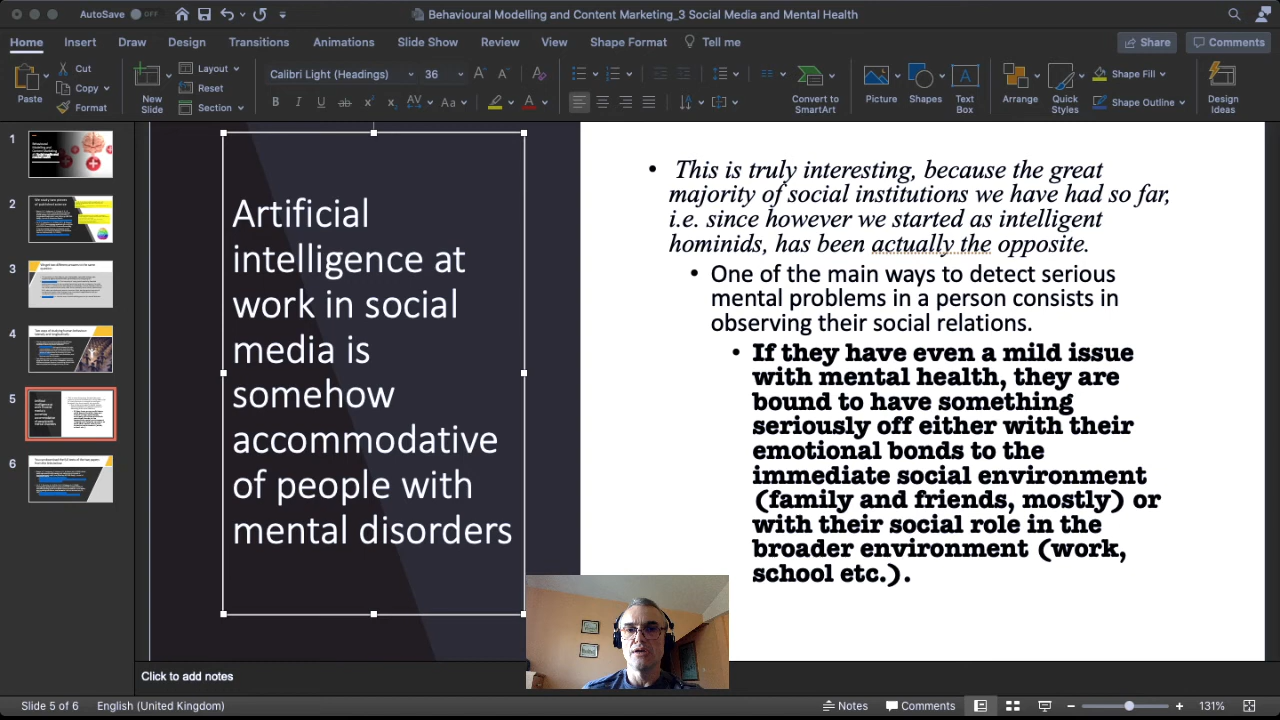 AutoSave OFF
Behavioural Modelling and Content Marketing_3 Social Media and Mental Health
Home Insert Draw Design Transitions Animations Slide Show Review View Shape Format Tell me
Share Comments
Paste
Cut
Copy
Format
New Slide
Layout
Reset
Section
Calibri Light (Headings) 36
Convert to SmartArt
Picture
Shapes
Text Box
Arrange
Quick Styles
Shape Fill
Shape Outline
Design Ideas
1
2
3
4
5
6
Artificial
intelligence at
work in social
media is
somehow
accommodative
of people with
mental disorders
• This is truly interesting, because the great
majority of social institutions we have had so far,
i.e. since however we started as intelligent
hominids, has been actually the opposite.
• One of the main ways to detect serious
mental problems in a person consists in
observing their social relations.
• If they have even a mild issue
with mental health, they are
bound to have something
seriously off either with their
emotional bonds to the
immediate social environment
(family and friends, mostly) or
with their social role in the
broader environment (work,
school etc.).
Click to add notes
Slide 5 of 6 English (United Kingdom) Notes Comments 131%